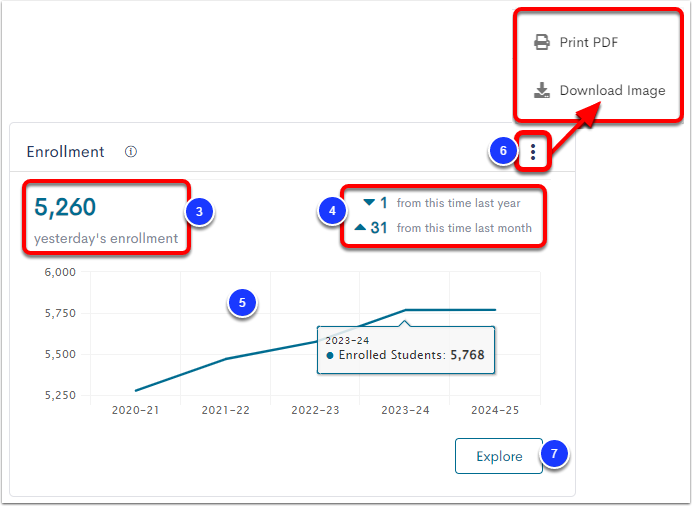 Print PDF
Download Image
Enrollment
6
5,260
yesterday's enrollment
3
4
1 from this time last year
31 from this time last month
6,000
5,750
5,500
5,250
5
2023-24
Enrolled Students: 5,768
2020-21 2021-22 2022-23 2023-24 2024-25
Explore
7